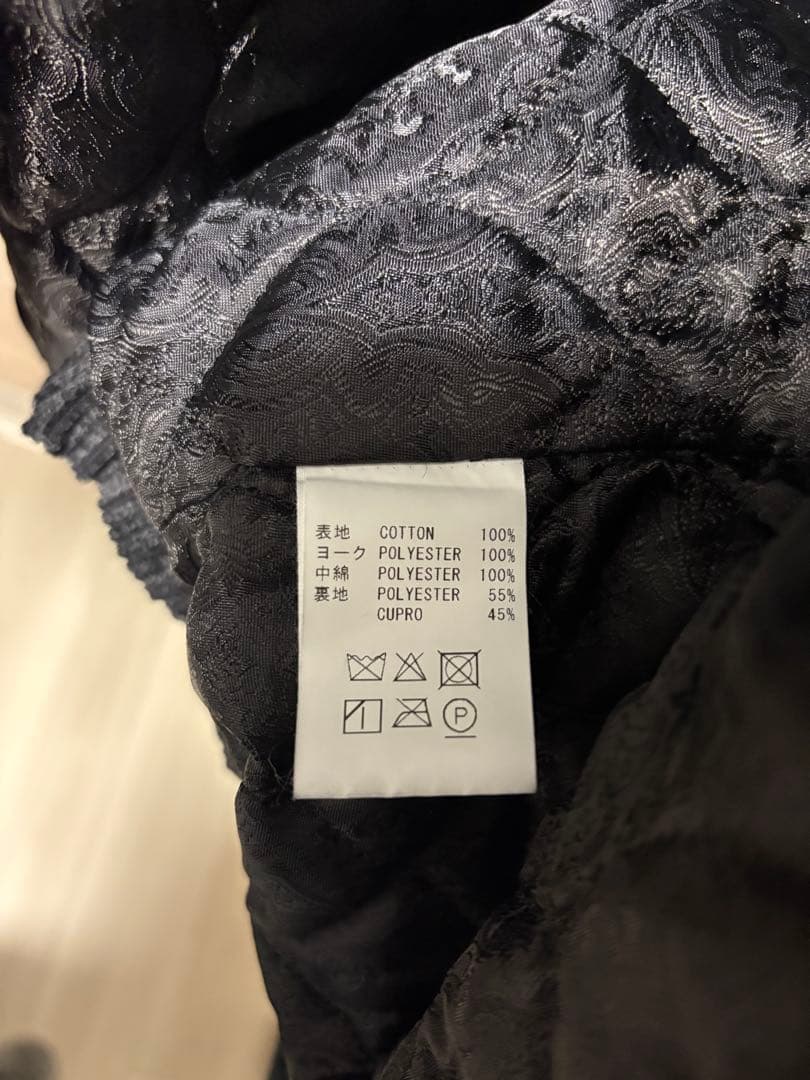 表地 COTTON 100%
ヨーク POLYESTER 100%
中綿 POLYESTER 100%
裏地 POLYESTER 55%
CUPRO 45%
P